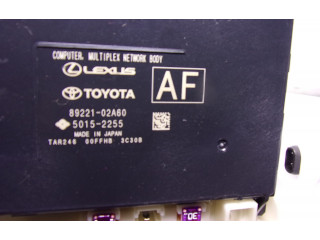 COMPUTER, MULTIPLEX NETWORK BODY
LEXUS
TOYOTA
AF
89221-02A60
5015-2255
MADE IN JAPAN
TAR246 00FFHB 3C30B